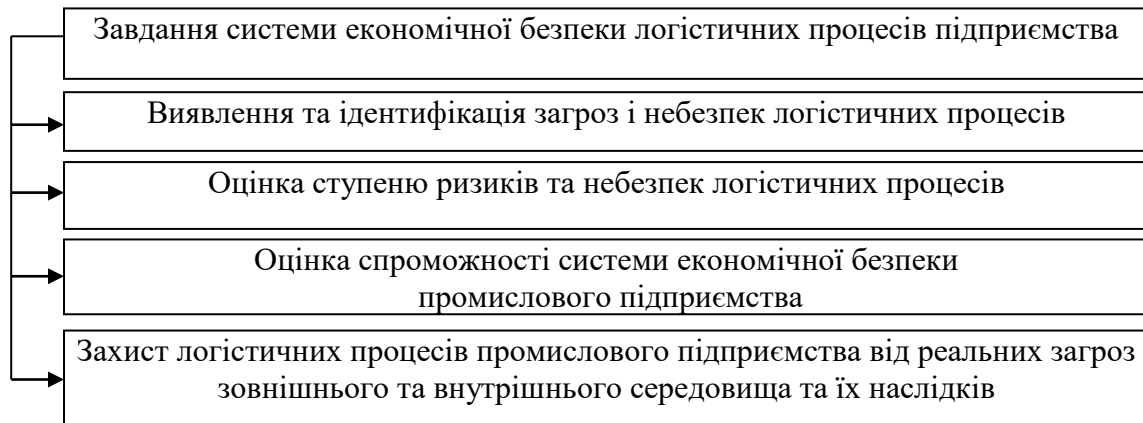 Завдання системи економічної безпеки логістичних процесів підприємства
Виявлення та ідентифікація загроз і небезпек логістичних процесів
Оцінка ступеню ризиків та небезпек логістичних процесів
Оцінка спроможності системи економічної безпеки
промислового підприємства
Захист логістичних процесів промислового підприємства від реальних загроз
зовнішнього та внутрішнього середовища та їх наслідків